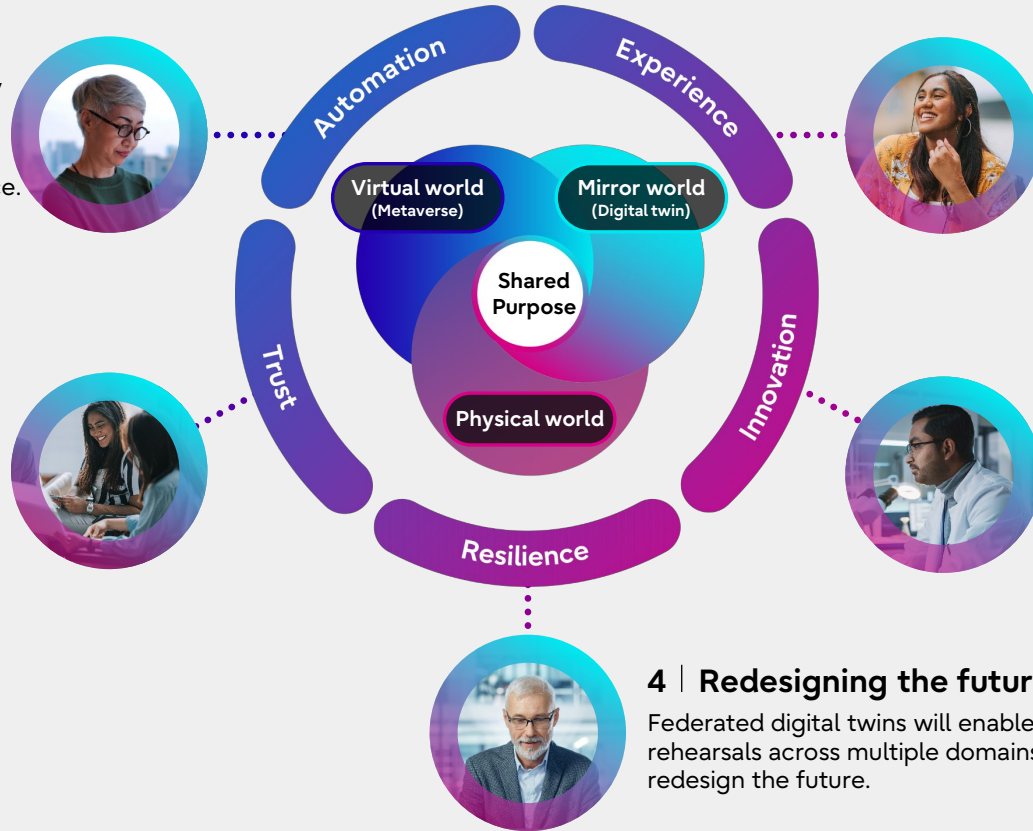 Automation
Experience
ce.
Virtual world
(Metaverse)
Mirror world
(Digital twin)
Shared
Purpose
Trust
Innovation
Physical world
Resilience
4 | Redesigning the futur
Federated digital twins will enable
rehearsals across multiple domains
redesign the future.